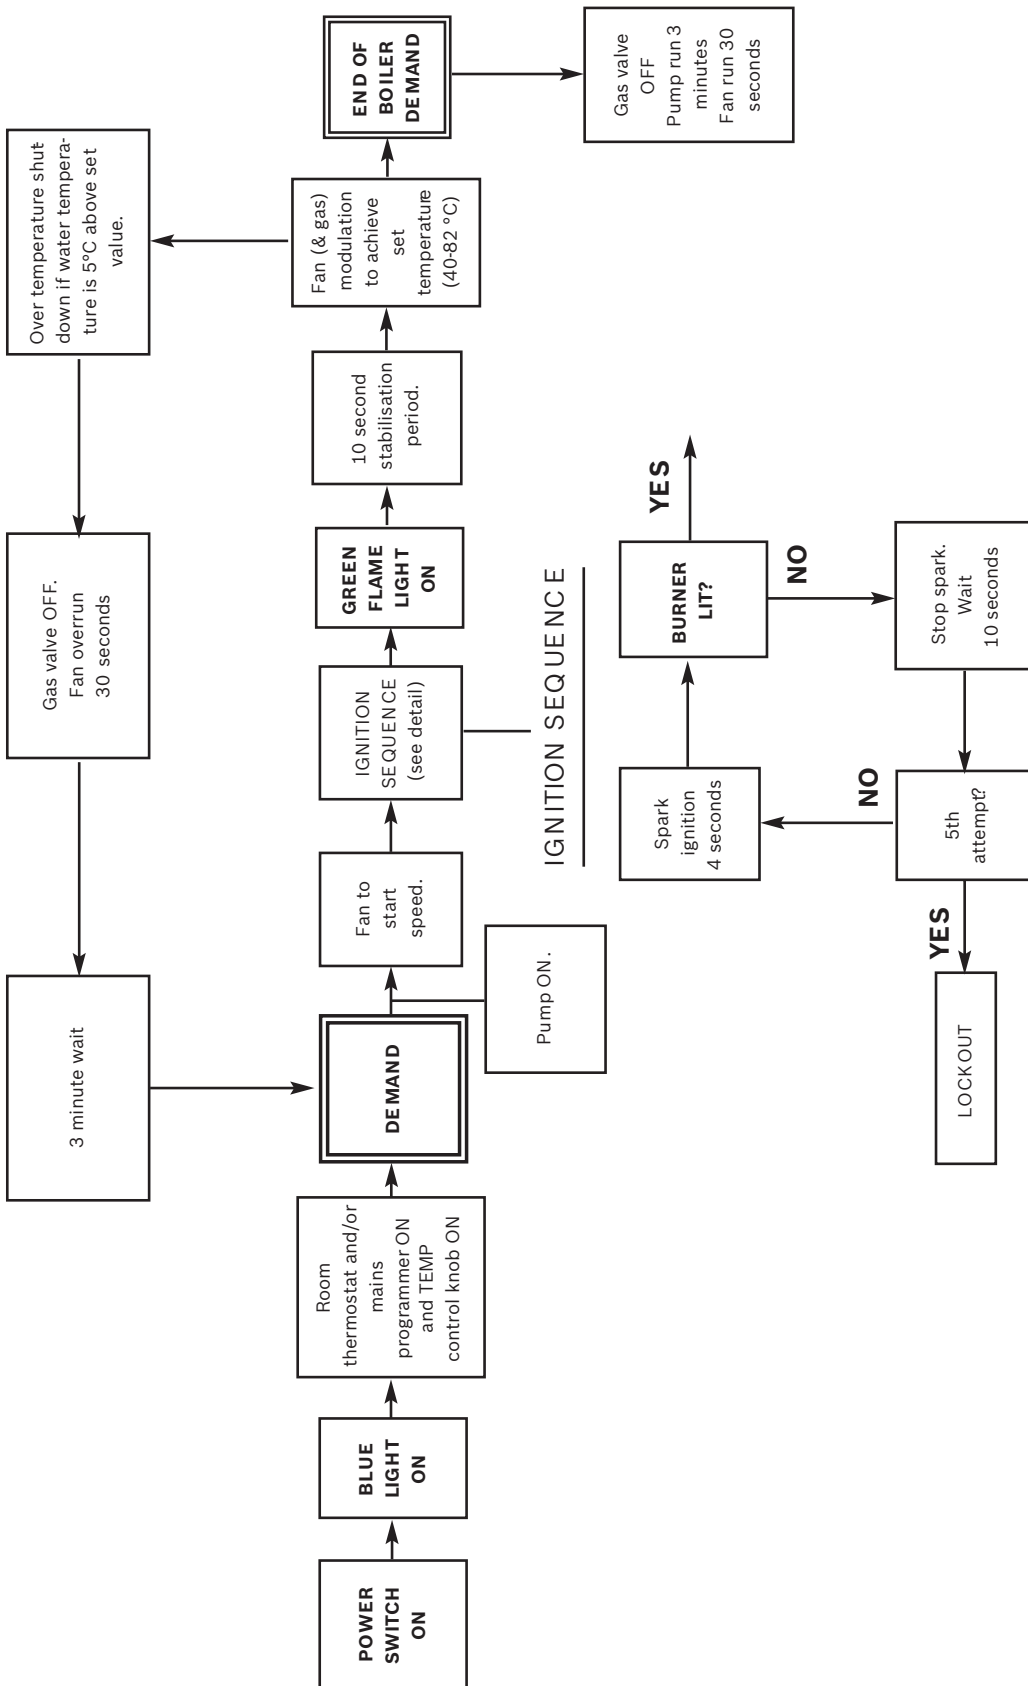 3 minute wait
Gas valve OFF.
Fan overrun
30 seconds
Over temperature shut-
down if water tempera-
ture is 5°C above set
value.
POWER
SWITCH
ON
BLUE
LIGHT
ON
Room
thermostat and/or
mains
programmer ON
and TEMP
control knob ON
DEMAND
Pump ON.
Fan to
start
speed.
IGNITION
SEQUENCE
(see detail)
GREEN
FLAME
LIGHT
ON
10 second
stabilisation
period.
Fan (& gas)
modulation
to achieve
set
temperature
(40-82 °C)
END OF
BOILER
DEMAND
Gas valve
OFF
Pump run 3
minutes
Fan run 30
seconds
IGNITION SEQUENCE
Spark
ignition
4 seconds
BURNER
LIT?
YES
NO
NO
Stop spark.
Wait
10 seconds
5th
attempt?
YES
LOCKOUT